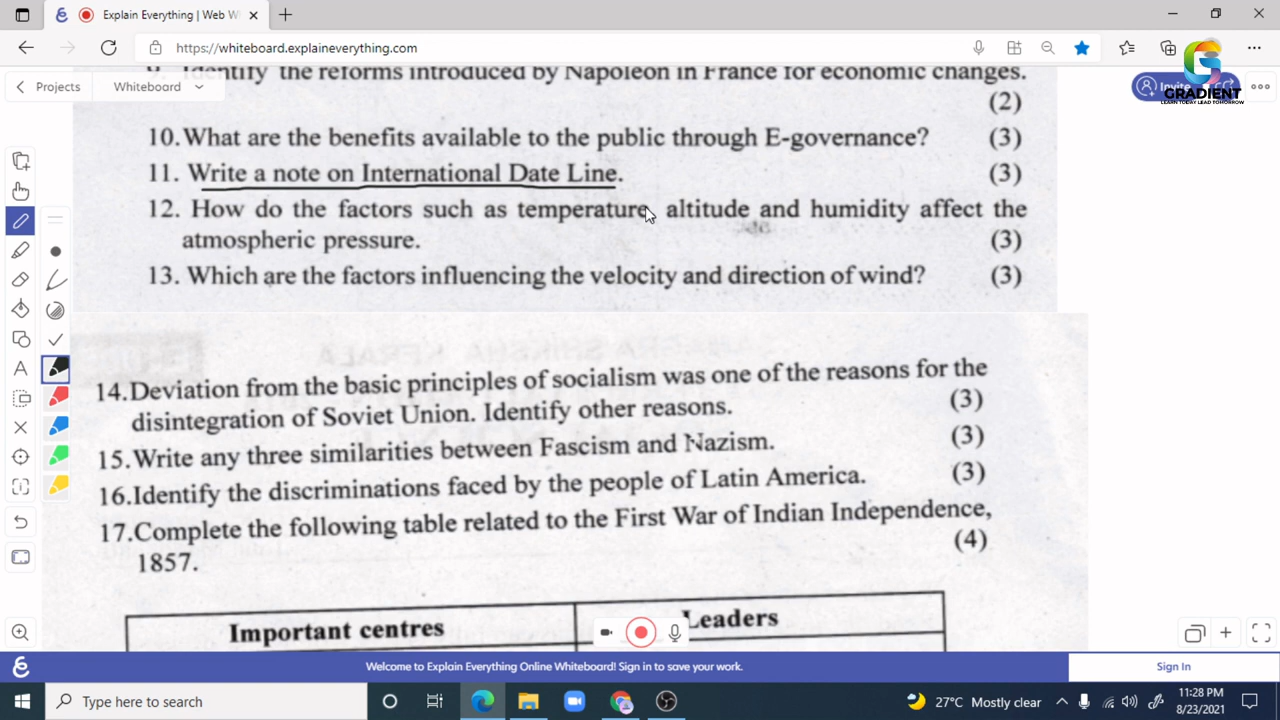 Explain Everything | Web W
https://whiteboard.explaineverything.com
Projects
Whiteboard
Invite
GRADIENT
LEARN TODAY LEAD TOMORROW
9. Identify the reforms introduced by Napoleon in France for economic changes.
(2)
10. What are the benefits available to the public through E-governance? (3)
11. Write a note on International Date Line. (3)
12. How do the factors such as temperature, altitude and humidity affect the
atmospheric pressure. (3)
13. Which are the factors influencing the velocity and direction of wind? (3)
14. Deviation from the basic principles of socialism was one of the reasons for the
disintegration of Soviet Union. Identify other reasons. (3)
15. Write any three similarities between Fascism and Nazism. (3)
16. Identify the discriminations faced by the people of Latin America. (3)
17. Complete the following table related to the First War of Indian Independence,
1857. (4)
Important centres Leaders
Welcome to Explain Everything Online Whiteboard! Sign in to save your work.
Sign In
Type here to search
27°C Mostly clear
11:28 PM
8/23/2021